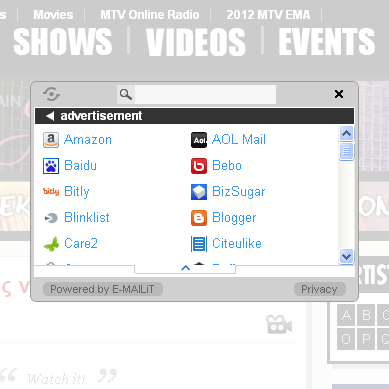 s Movies MTV Online Radio 2012 MTV EMA
SHOWS VIDEOS EVENTS
advertisement
Amazon AOL Mail
Baidu Bebo
Bitly BizSugar
Blinklist Blogger
Care2 Citeulike
Powered by E-MAILiT Privacy
RTIST
A B C
O P Q
“ Watch it! ”